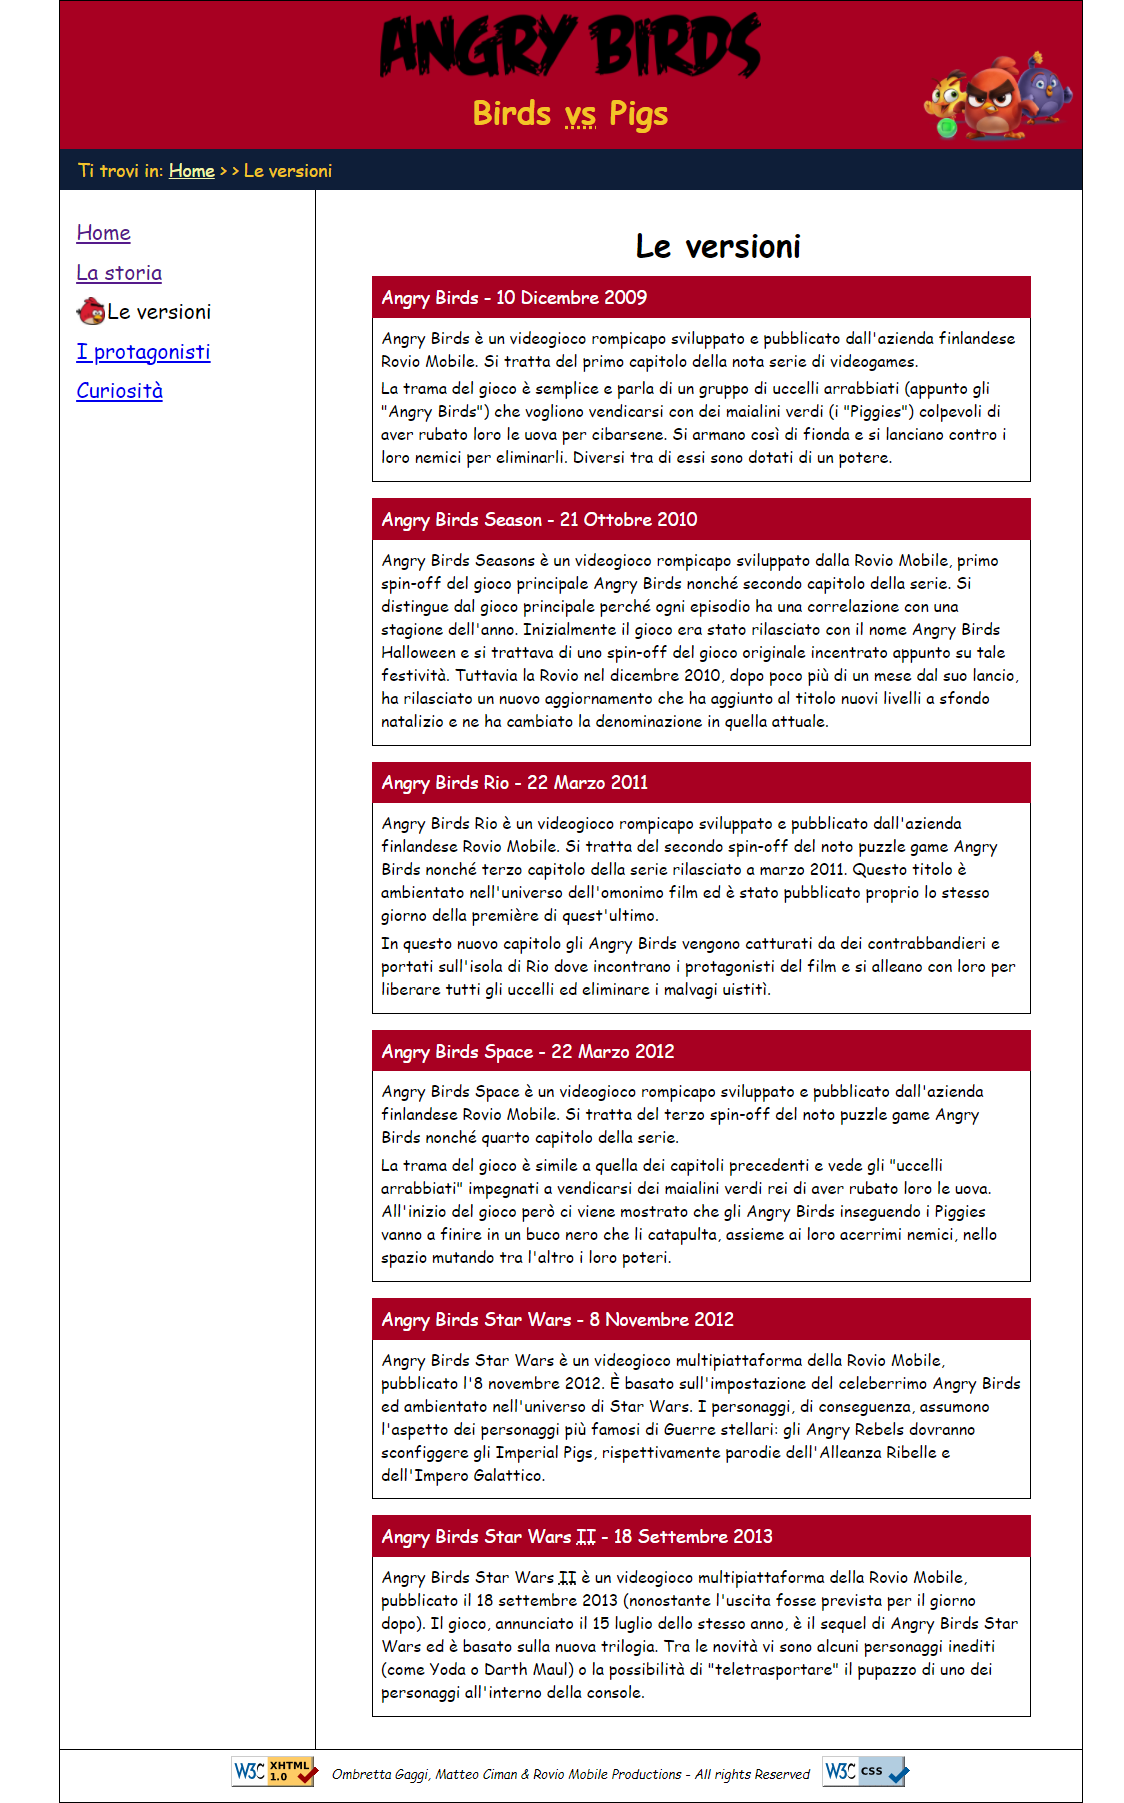 ANGRY BIRDS
Birds vs Pigs
Ti trovi in: Home > > Le versioni
Home
La storia
Le versioni
I protagonisti
Curiosità
Le versioni
Angry Birds - 10 Dicembre 2009
Angry Birds è un videogioco rompicapo sviluppato e pubblicato dall'azienda finlandese
Rovio Mobile. Si tratta del primo capitolo della nota serie di videogames.
La trama del gioco è semplice e parla di un gruppo di uccelli arrabbiati (appunto gli
"Angry Birds") che vogliono vendicarsi con dei maialini verdi (i "Piggies") colpevoli di
aver rubato loro le uova per cibarsene. Si armano così di fionda e si lanciano contro i
loro nemici per eliminarli. Diversi tra di essi sono dotati di un potere.
Angry Birds Season - 21 Ottobre 2010
Angry Birds Seasons è un videogioco rompicapo sviluppato dalla Rovio Mobile, primo
spin-off del gioco principale Angry Birds nonché secondo capitolo della serie. Si
distingue dal gioco principale perché ogni episodio ha una correlazione con una
stagione dell'anno. Inizialmente il gioco era stato rilasciato con il nome Angry Birds
Halloween e si trattava di uno spin-off del gioco originale incentrato appunto su tale
festività. Tuttavia la Rovio nel dicembre 2010, dopo poco più di un mese dal suo lancio,
ha rilasciato un nuovo aggiornamento che ha aggiunto al titolo nuovi livelli a sfondo
natalizio e ne ha cambiato la denominazione in quella attuale.
Angry Birds Rio - 22 Marzo 2011
Angry Birds Rio è un videogioco rompicapo sviluppato e pubblicato dall'azienda
finlandese Rovio Mobile. Si tratta del secondo spin-off del noto puzzle game Angry
Birds nonché terzo capitolo della serie rilasciato a marzo 2011. Questo titolo è
ambientato nell'universo dell'omonimo film ed è stato pubblicato proprio lo stesso
giorno della première di quest'ultimo.
In questo nuovo capitolo gli Angry Birds vengono catturati da dei contrabbandieri e
portati sull'isola di Rio dove incontrano i protagonisti del film e si alleano con loro per
liberare tutti gli uccelli ed eliminare i malvagi uistitì.
Angry Birds Space - 22 Marzo 2012
Angry Birds Space è un videogioco rompicapo sviluppato e pubblicato dall'azienda
finlandese Rovio Mobile. Si tratta del terzo spin-off del noto puzzle game Angry
Birds nonché quarto capitolo della serie.
La trama del gioco è simile a quella dei capitoli precedenti e vede gli "uccelli
arrabbiati" impegnati a vendicarsi dei maialini verdi rei di aver rubato loro le uova.
All'inizio del gioco però ci viene mostrato che gli Angry Birds inseguendo i Piggies
vanno a finire in un buco nero che li catapulta, assieme ai loro acerrimi nemici, nello
spazio mutando tra l'altro i loro poteri.
Angry Birds Star Wars - 8 Novembre 2012
Angry Birds Star Wars è un videogioco multipiattaforma della Rovio Mobile,
pubblicato l'8 novembre 2012. È basato sull'impostazione del celeberrimo Angry Birds
ed ambientato nell'universo di Star Wars. I personaggi, di conseguenza, assumono
l'aspetto dei personaggi più famosi di Guerre stellari: gli Angry Rebels dovranno
sconfiggere gli Imperial Pigs, rispettivamente parodie dell'Alleanza Ribelle e
dell'Impero Galattico.
Angry Birds Star Wars II - 18 Settembre 2013
Angry Birds Star Wars II è un videogioco multipiattaforma della Rovio Mobile,
pubblicato il 18 settembre 2013 (nonostante l'uscita fosse prevista per il giorno
dopo). Il gioco, annunciato il 15 luglio dello stesso anno, è il sequel di Angry Birds Star
Wars ed è basato sulla nuova trilogia. Tra le novità vi sono alcuni personaggi inediti
(come Yoda o Darth Maul) o la possibilità di "teletrasportare" il pupazzo di uno dei
personaggi all'interno della console.
W3C XHTML 1.0 Ombretta Gaggi, Matteo Ciman & Rovio Mobile Productions - All rights Reserved W3C CSS